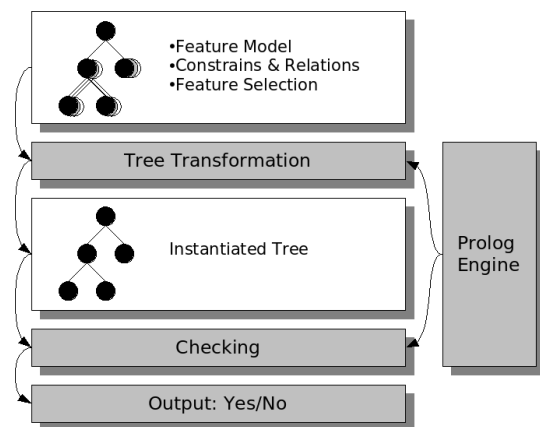 •Feature Model
•Constrains & Relations
•Feature Selection
Tree Transformation
Instantiated Tree
Prolog
Engine
Checking
Output: Yes/No